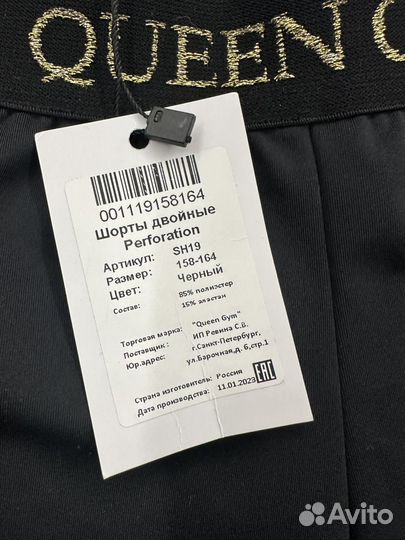 QUEEN G
001119158164
Шорты двойные
Perforation
Артикул: SH19
Размер: 158-164
Цвет: Черный
Состав: 85% полиэстер
15% эластан
Торговая марка: "Queen Gym"
Поставщик : ИП Ревина С.В.
Юр.адрес: г.Санкт-Петербург,
ул.Барочная,д. 6,стр.1
Страна изготовитель: Россия
Дата производства: 11.01.2023
EAC
Avito